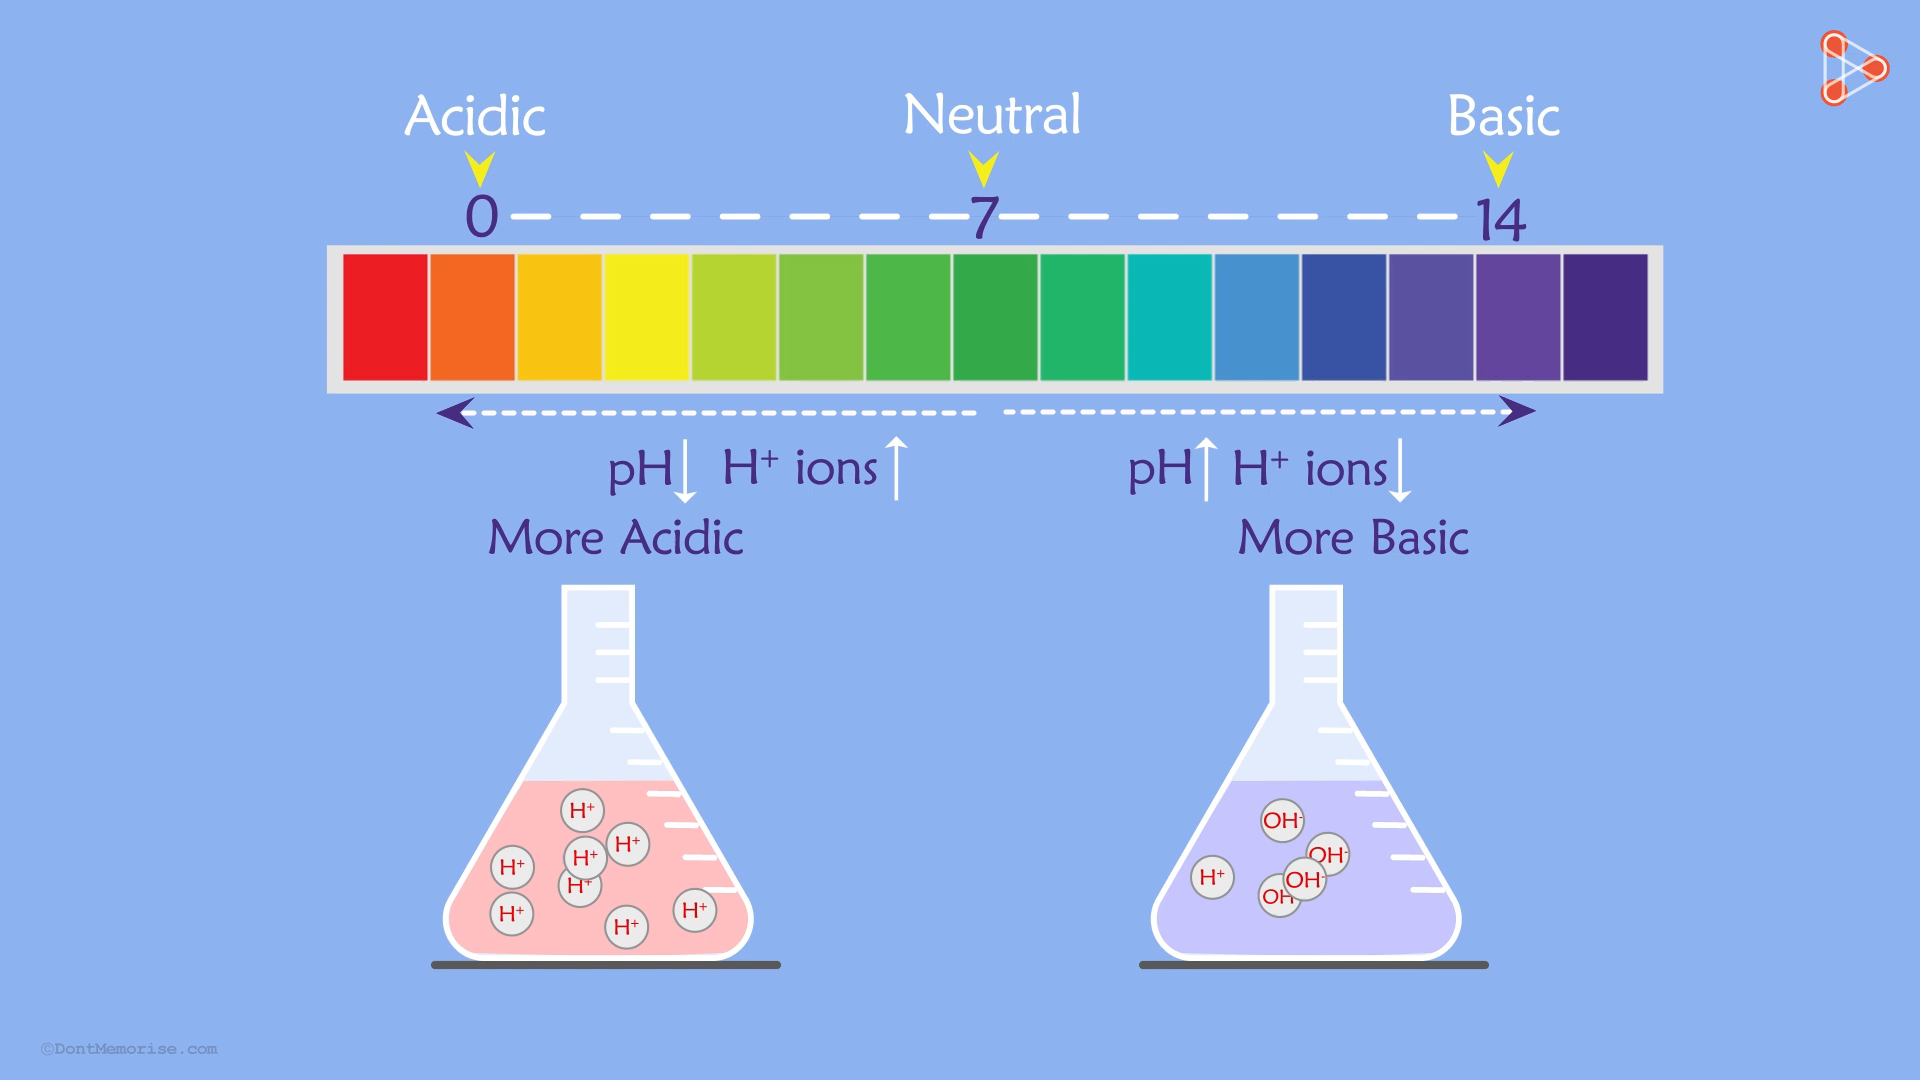 Acidic Neutral Basic
0 7 14
pH H⁺ ions pH H⁺ ions
More Acidic More Basic
H⁺
H⁺
H⁺
H⁺
H⁺
H⁺
H⁺
H⁺
OH⁻
OH⁻
OH⁻
OH
H⁺
©DontMemorise.com